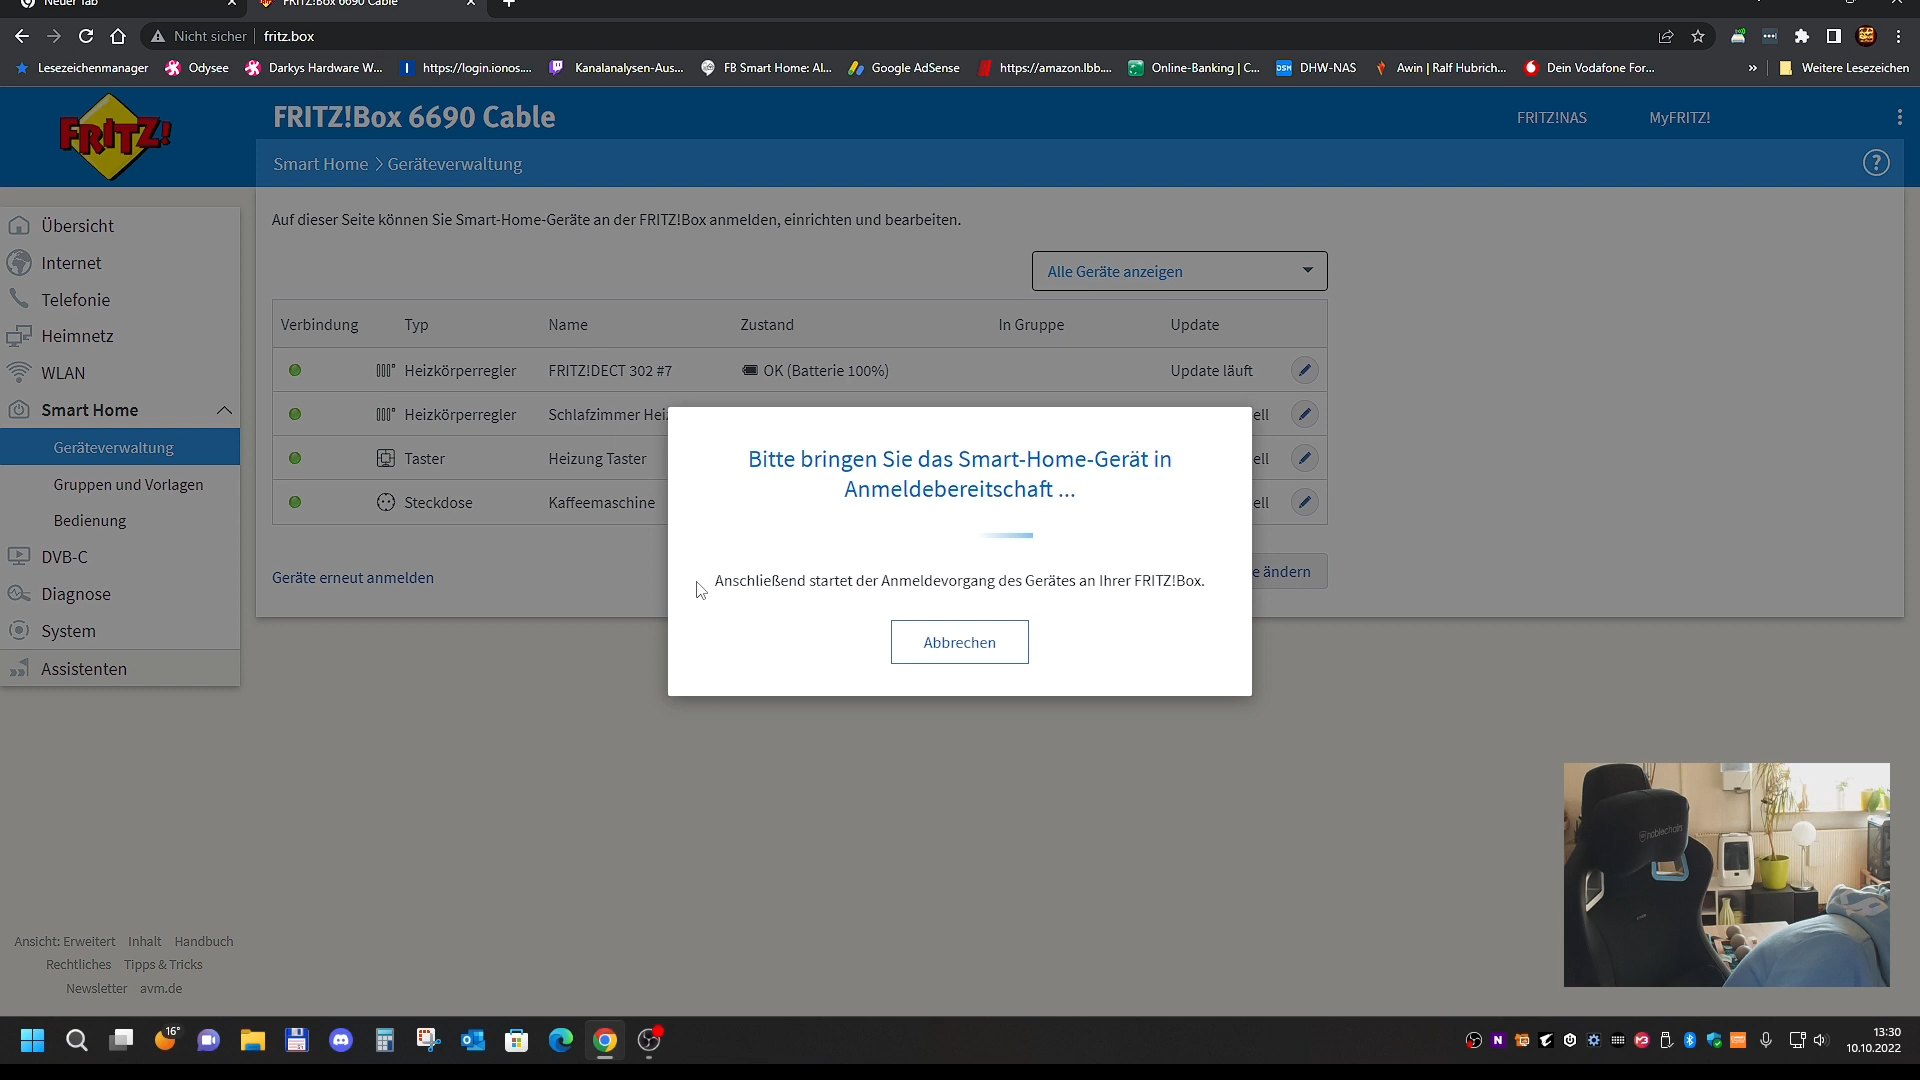 Neuer Tab
FRITZ!Box 6690 Cable
Nicht sicher
fritz.box
Lesezeichenmanager
Odysee
Darkys Hardware W...
https://login.ionos....
Kanalanalysen-Aus...
FB Smart Home: AI...
Google AdSense
https://amazon.lbb....
Online-Banking | C...
DHW-NAS
Awin | Ralf Hubrich...
Dein Vodafone For...
»
Weitere Lesezeichen
FRITZ!
FRITZ!Box 6690 Cable
FRITZ!NAS
MyFRITZ!
Smart Home > Geräteverwaltung
Übersicht
Internet
Telefonie
Heimnetz
WLAN
Smart Home
Geräteverwaltung
Gruppen und Vorlagen
Bedienung
DVB-C
Diagnose
System
Assistenten
Ansicht: Erweitert Inhalt Handbuch
Rechtliches Tipps & Tricks
Newsletter avm.de
Auf dieser Seite können Sie Smart-Home-Geräte an der FRITZ!Box anmelden, einrichten und bearbeiten.
Alle Geräte anzeigen
Verbindung Typ Name Zustand In Gruppe Update
Heizkörperregler FRITZ!DECT 302 #7 OK (Batterie 100%) Update läuft
Heizkörperregler Schlafzimmer Hei ell
Taster Heizung Taster ell
Steckdose Kaffeemaschine ell
Geräte erneut anmelden
e ändern
Bitte bringen Sie das Smart-Home-Gerät in
Anmeldebereitschaft ...
Anschließend startet der Anmeldevorgang des Gerätes an Ihrer FRITZ!Box.
Abbrechen
noblechairs
16°
13:30
10.10.2022